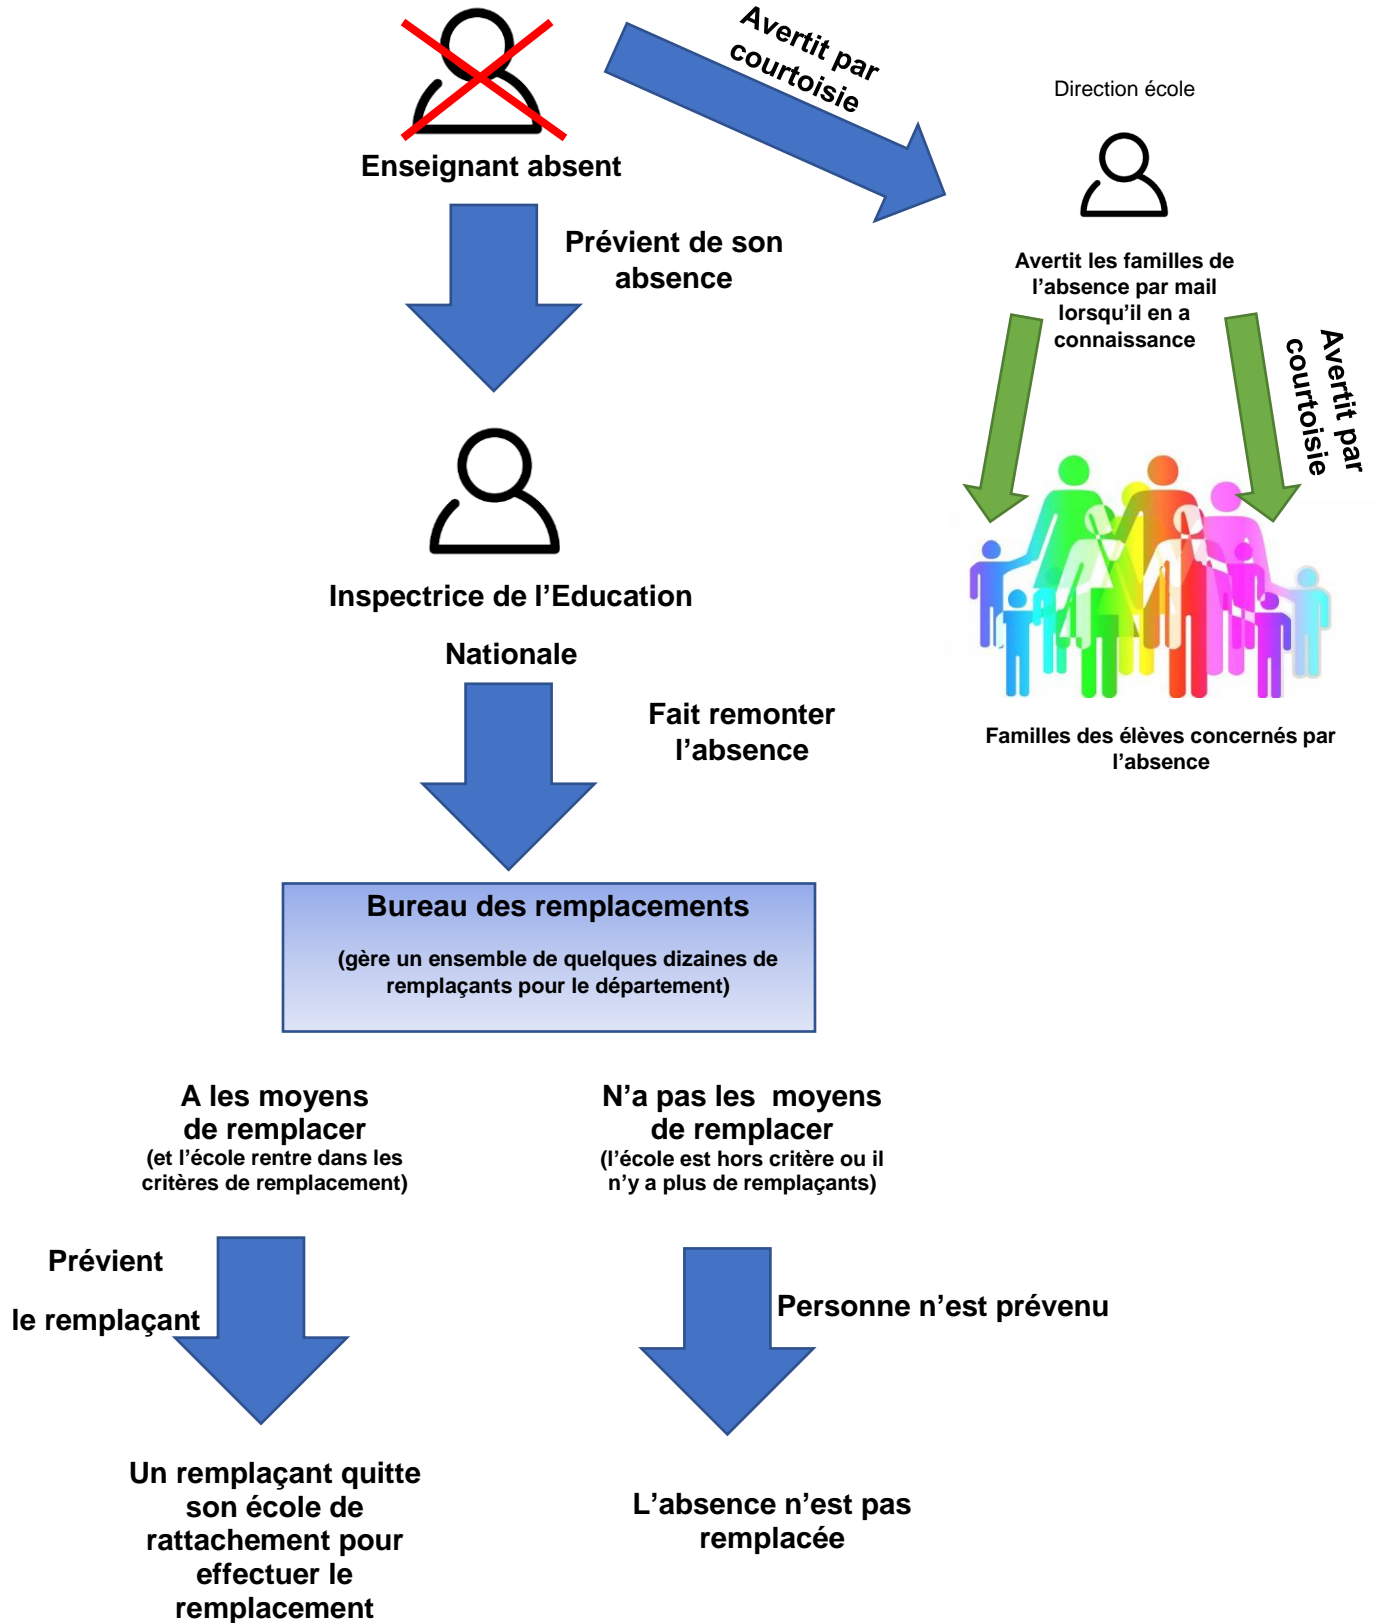 Avertit par
courtoisie
Direction école
Enseignant absent
Prévient de son
absence
Avertit les familles de
l’absence par mail
lorsqu’il en a
connaissance
Avertit par
courtoisie
Inspectrice de l’Education
Nationale
Fait remonter
l’absence
Familles des élèves concernés par
l’absence
Bureau des remplacements
(gère un ensemble de quelques dizaines de
remplaçants pour le département)
A les moyens
de remplacer
(et l’école rentre dans les
critères de remplacement)
N’a pas les moyens
de remplacer
(l’école est hors critère ou il
n’y a plus de remplaçants)
Prévient
le remplaçant
Personne n’est prévenu
Un remplaçant quitte
son école de
rattachement pour
effectuer le
remplacement
L’absence n’est pas
remplacée